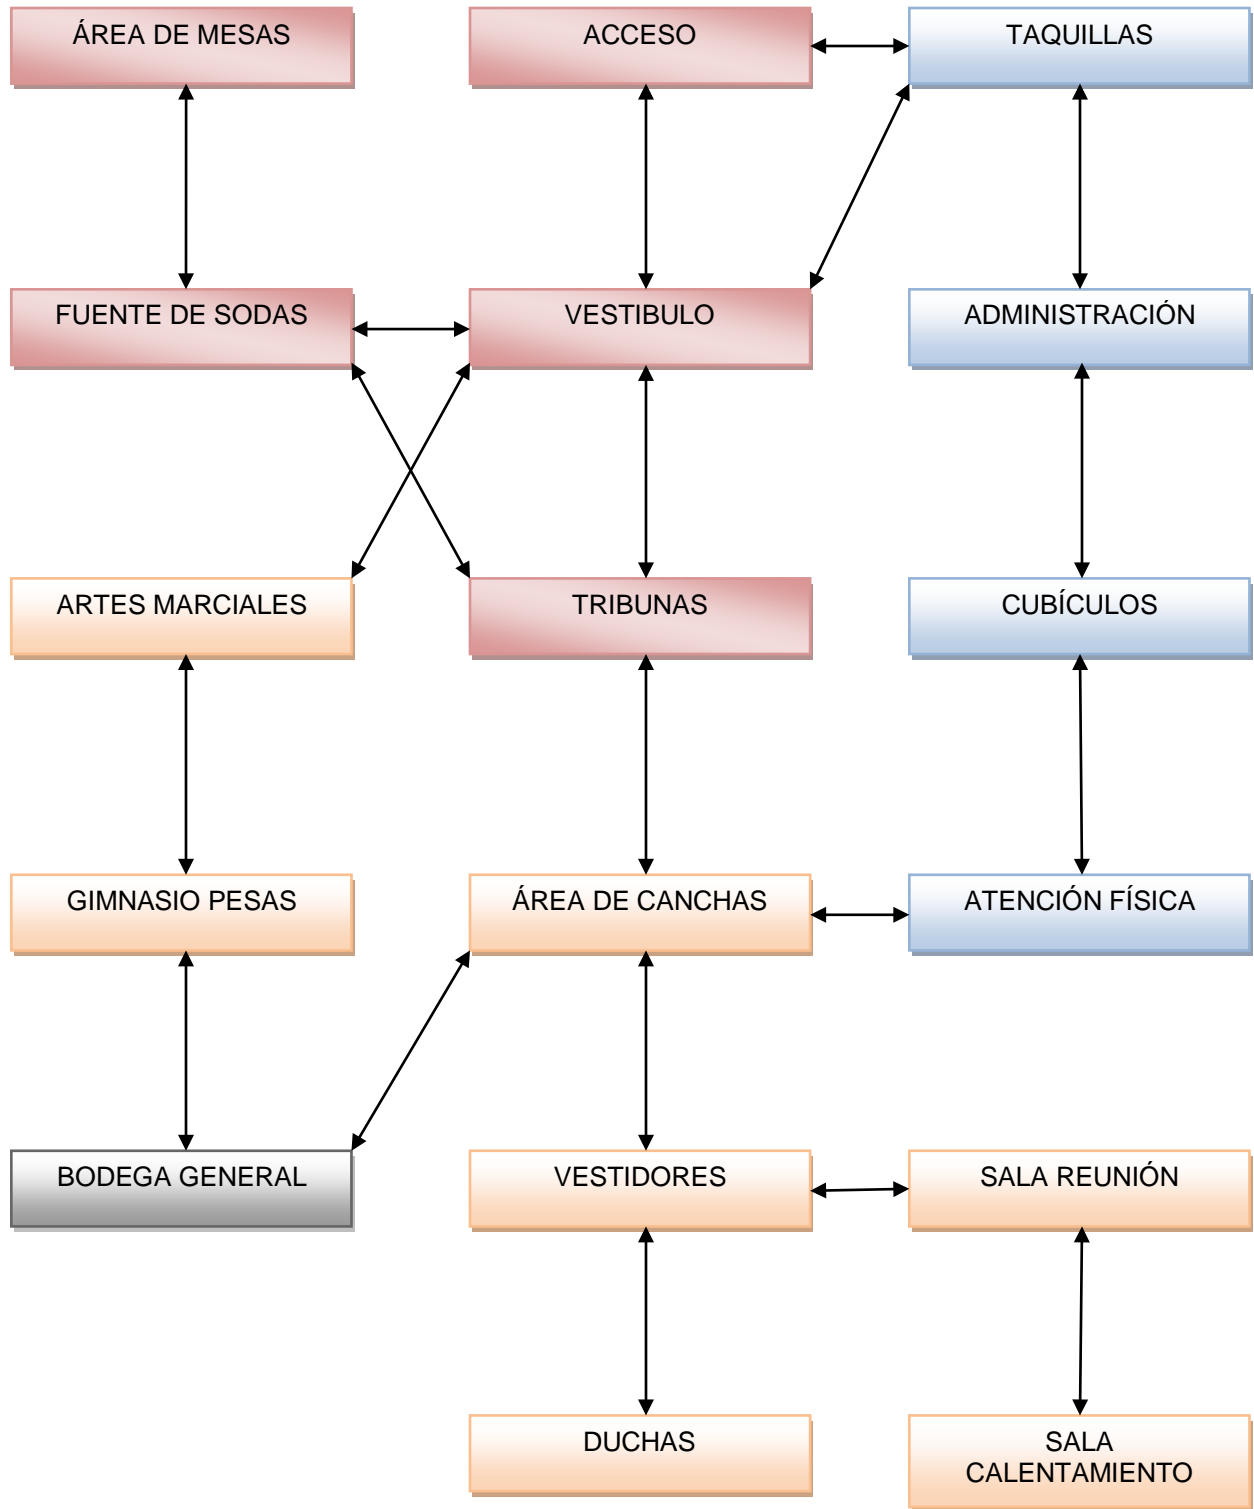 ÁREA DE MESAS
ACCESO
TAQUILLAS
FUENTE DE SODAS
VESTIBULO
ADMINISTRACIÓN
ARTES MARCIALES
TRIBUNAS
CUBÍCULOS
GIMNASIO PESAS
ÁREA DE CANCHAS
ATENCIÓN FÍSICA
BODEGA GENERAL
VESTIDORES
SALA REUNIÓN
DUCHAS
SALA
CALENTAMIENTO